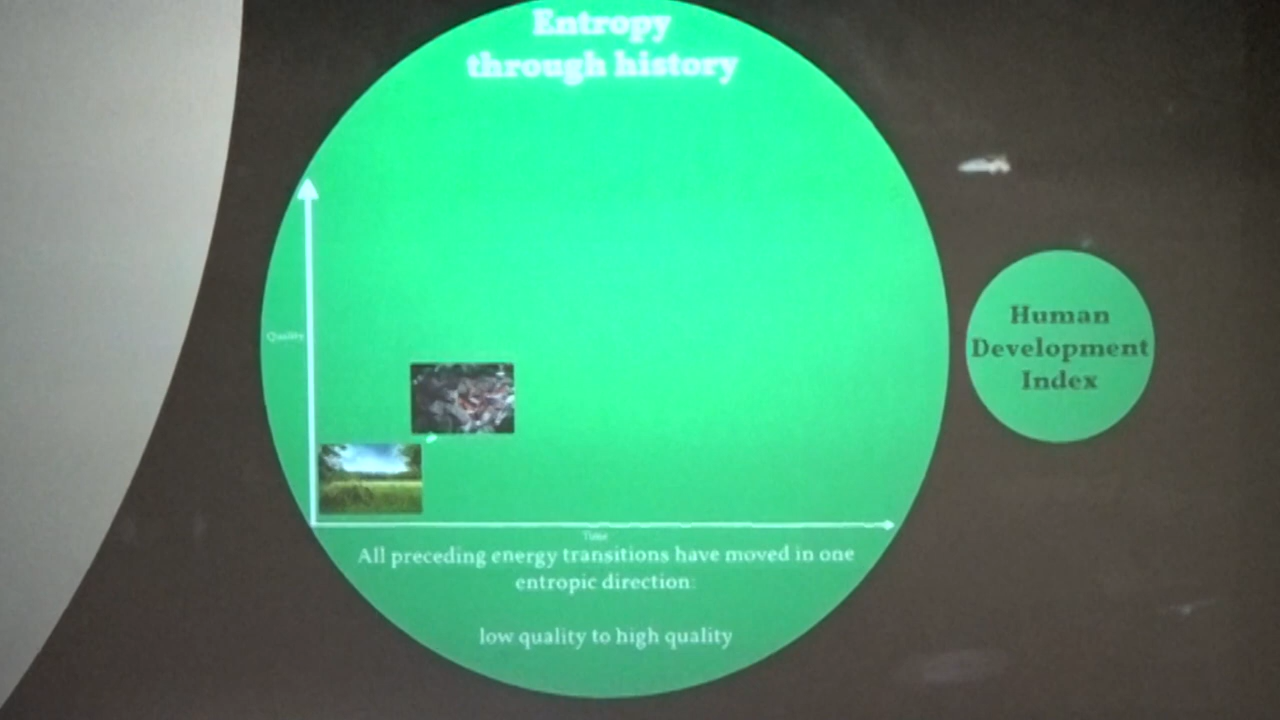 Entropy
through history
Quality
Time
All preceding energy transitions have moved in one
entropic direction:
low quality to high quality
Human
Development
Index